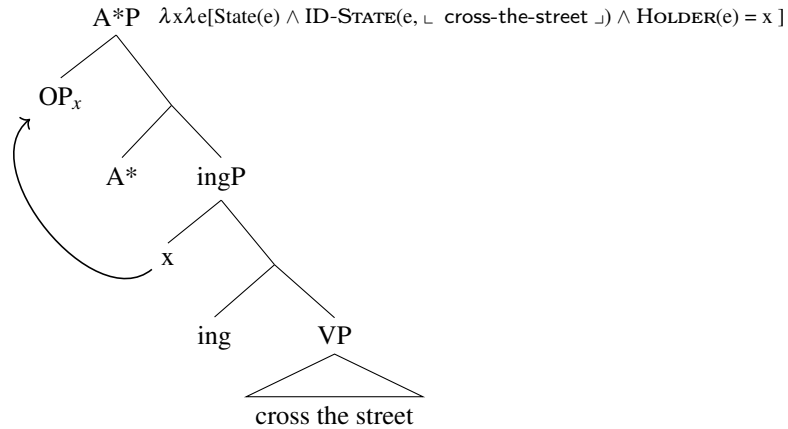 A*P λxλe[State(e) ∧ ID-STATE(e, ⌞ cross-the-street ⌟) ∧ HOLDER(e) = x ]
OPx
A* ingP
x
ing VP
cross the street